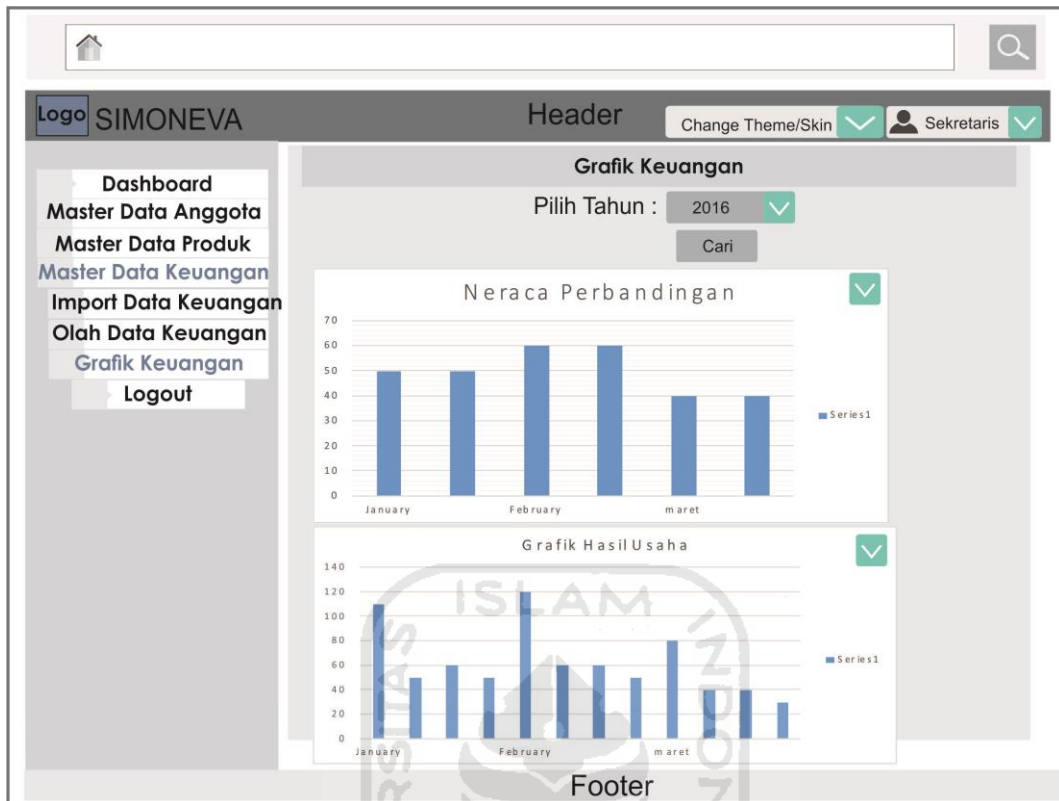 Logo SIMONEVA Header Change Theme/Skin Sekretaris
Dashboard
Master Data Anggota
Master Data Produk
Master Data Keuangan
Import Data Keuangan
Olah Data Keuangan
Grafik Keuangan
Logout
Grafik Keuangan
Pilih Tahun : 2016
Cari
Neraca Perbandingan
70
60
50
40
30
20
10
0
January February maret
Series1
Grafik Hasil Usaha
140
120
100
80
60
40
20
0
January February maret
Series1
ISLAM
Footer